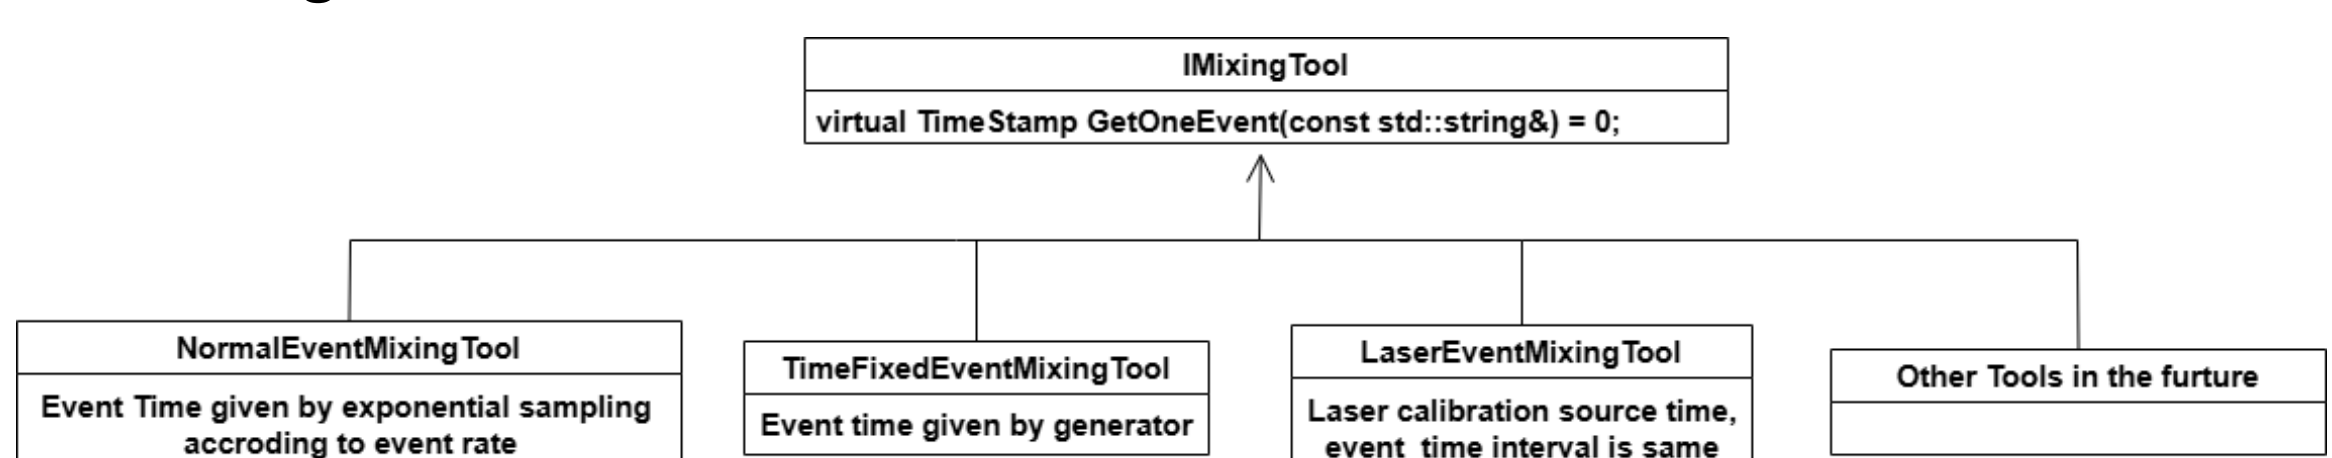 IMixingTool
virtual TimeStamp GetOneEvent(const std::string&) = 0;
NormalEventMixingTool
Event Time given by exponential sampling
accroding to event rate
TimeFixedEventMixingTool
Event time given by generator
LaserEventMixingTool
Laser calibration source time,
event time interval is same
Other Tools in the furture